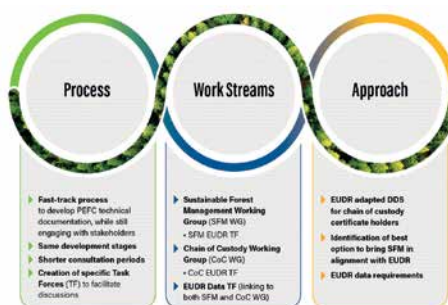 Process
Work Streams
Approach
Fast-track process
to develop PEFC technical
documentation, while still
engaging with stakeholders
Same development stages
Shorter consultation periods
Creation of specific Task
Forces (TF) to facilitate
discussions
Sustainable Forest
Management Working
Group (SFM WG)
• SFM EUDR TF
Chain of Custody Working
Group (CoC WG)
• CoC EUDR TF
EUDR Data TF (linking to
both SFM and CoC WG)
EUDR adapted DDS
for chain of custody
certificate holders
Identification of best
option to bring SFM in
alignment with EUDR
EUDR data requirements